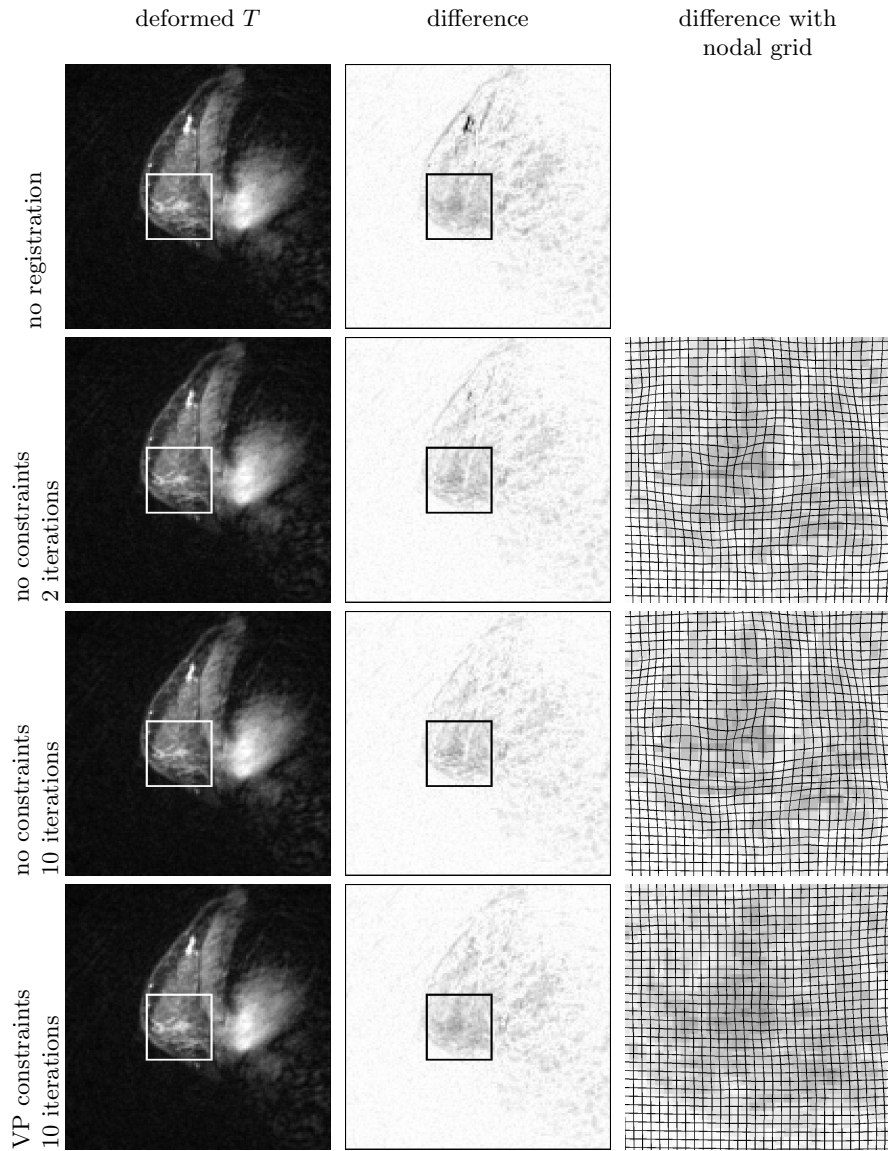 deformed T
difference
difference with
nodal grid
no registration
no constraints
2 iterations
no constraints
10 iterations
VP constraints
10 iterations